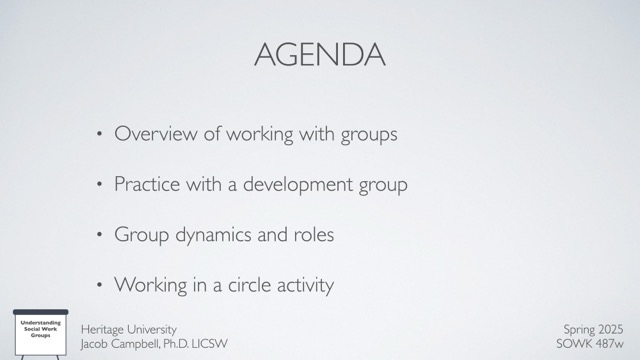 AGENDA
• Overview of working with groups
• Practice with a development group
• Group dynamics and roles
• Working in a circle activity
Understanding
Social Work
Groups
Heritage University
Jacob Campbell, Ph.D. LICSW
Spring 2025
SOWK 487w